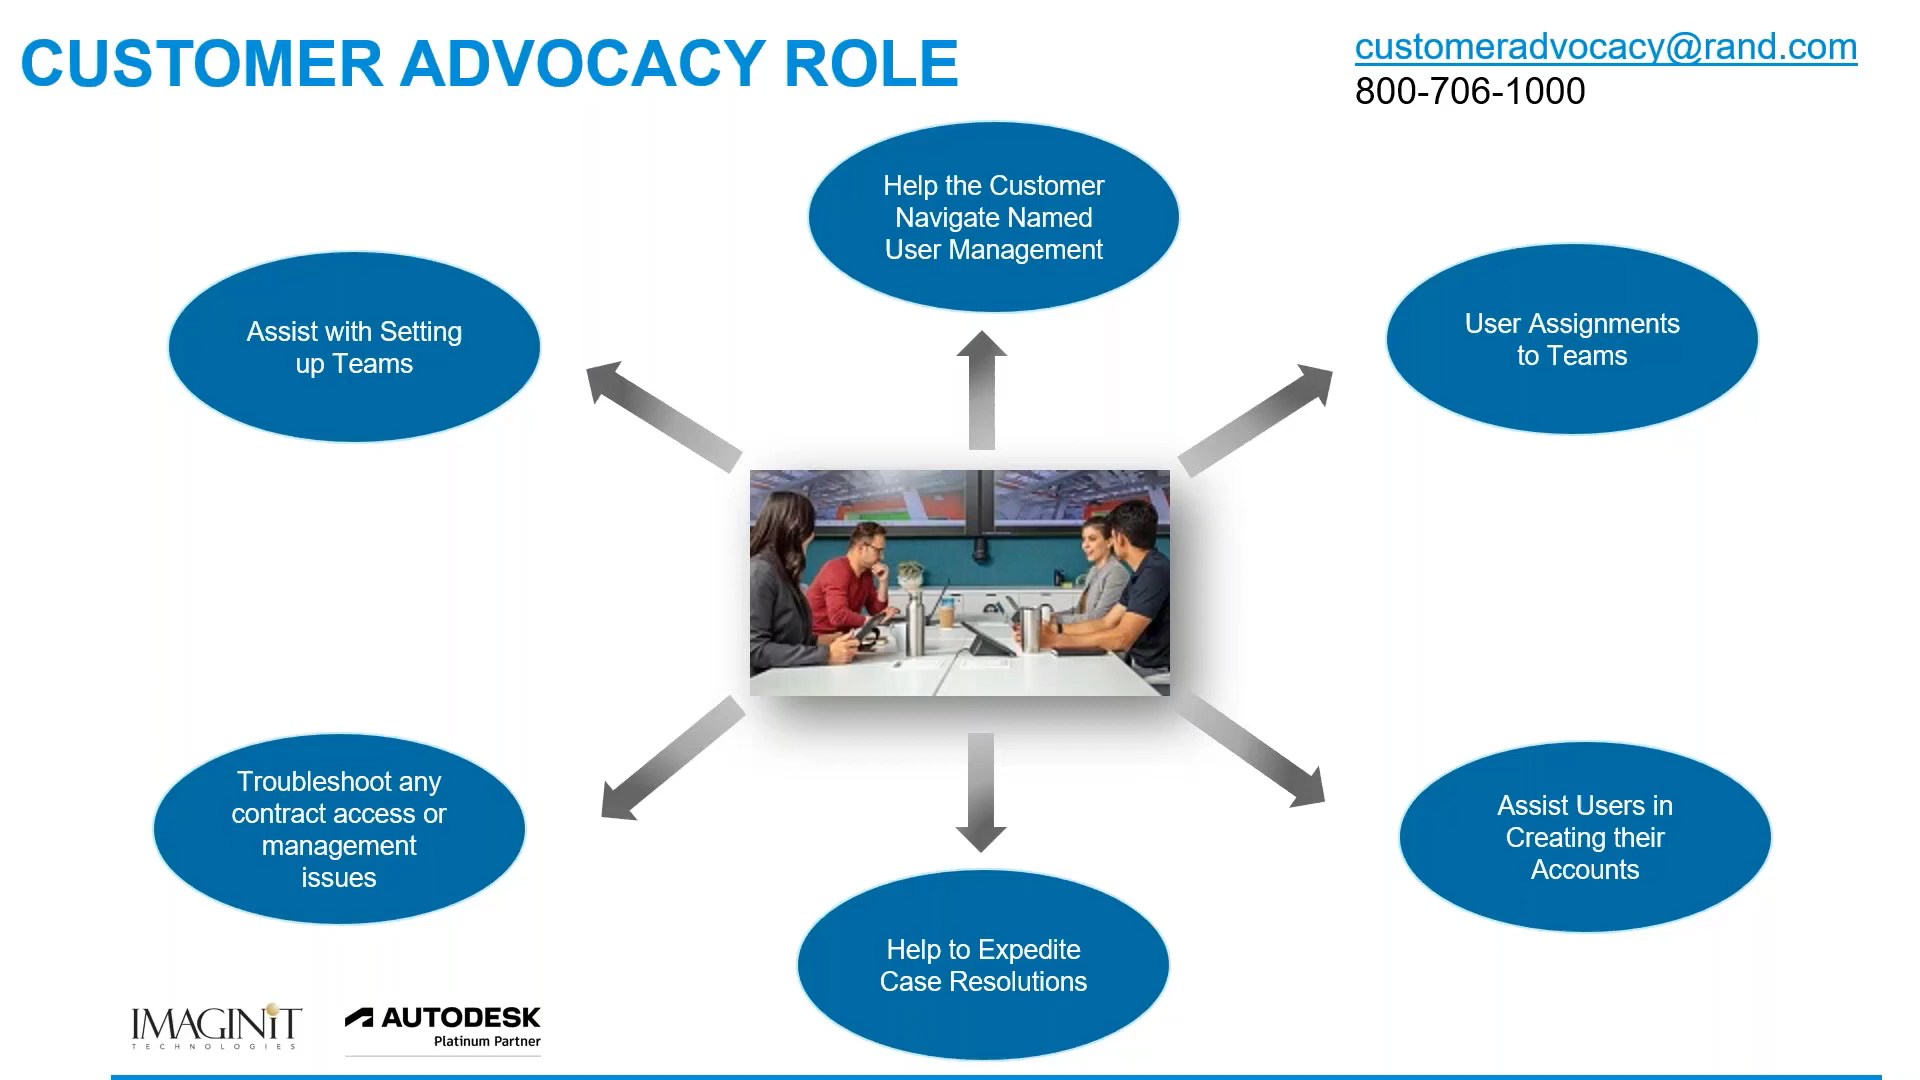 CUSTOMER ADVOCACY ROLE
customeradvocacy@rand.com
800-706-1000
Help the Customer
Navigate Named
User Management
Assist with Setting
up Teams
User Assignments
to Teams
Troubleshoot any
contract access or
management
issues
Assist Users in
Creating their
Accounts
Help to Expedite
Case Resolutions
IMAGINiT
TECHNOLOGIES
AUTODESK
Platinum Partner